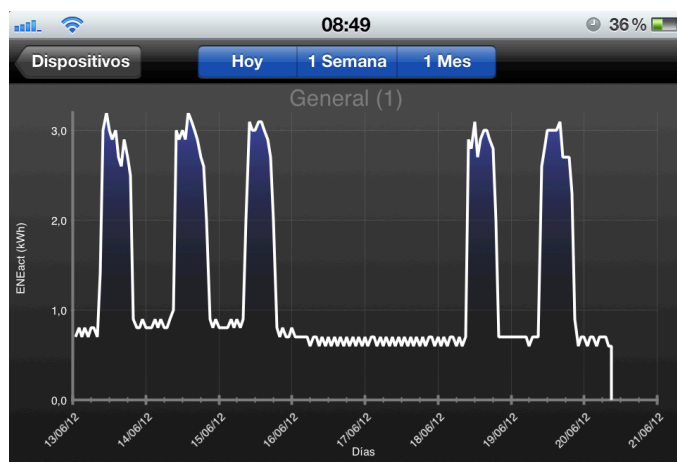 08:49
36 %
Dispositivos
Hoy
1 Semana
1 Mes
General (1)
3,0
2,0
1,0
0,0
ENEact (kWh)
13/06/12
14/06/12
15/06/12
16/06/12
17/06/12
18/06/12
19/06/12
20/06/12
21/06/12
Días